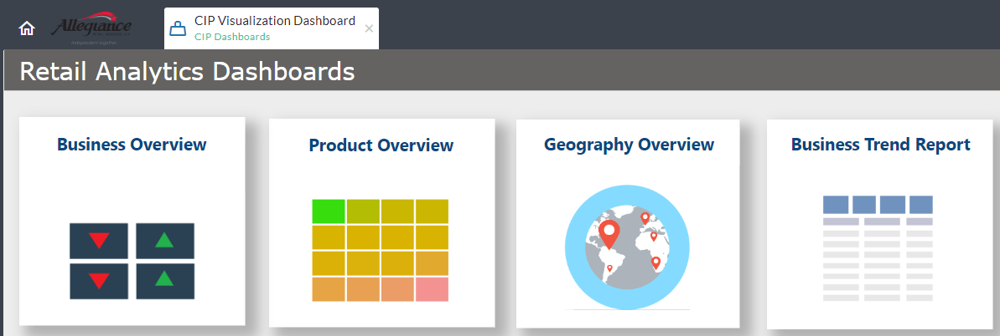 Allegiance
CIP Visualization Dashboard
CIP Dashboards
Retail Analytics Dashboards
Business Overview
Product Overview
Geography Overview
Business Trend Report